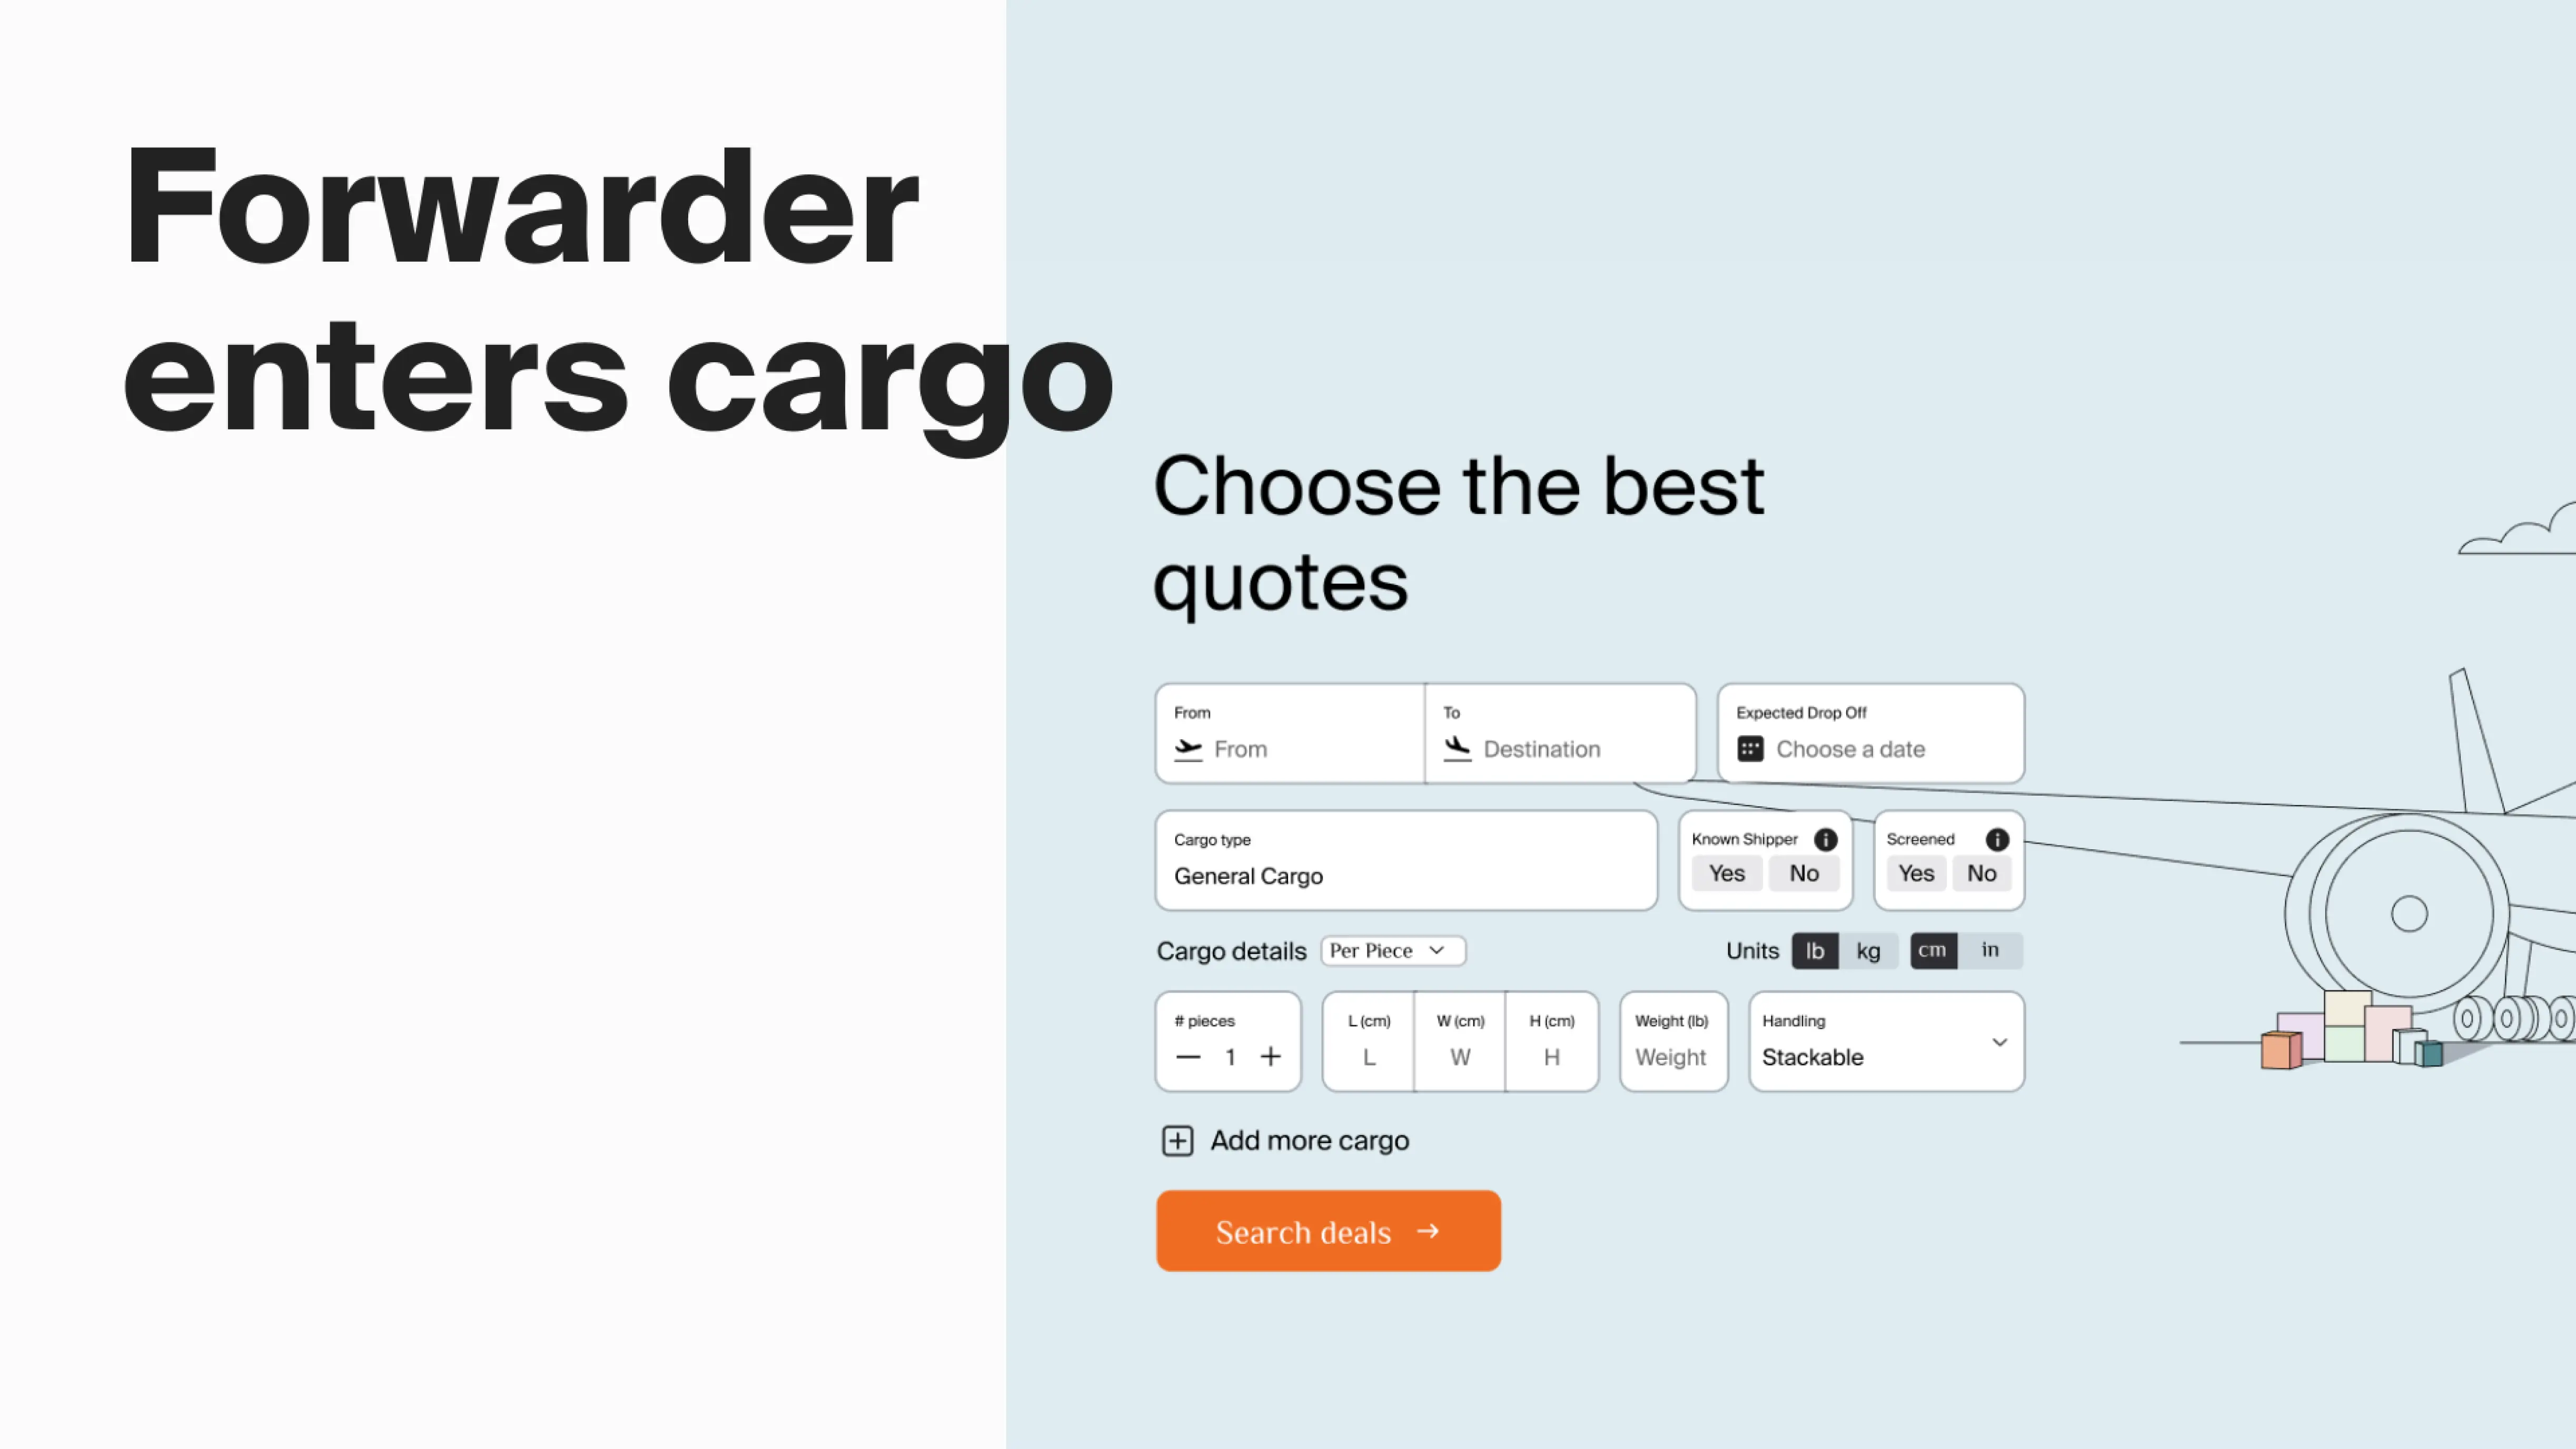 Forwarder
enters cargo
Choose the best
quotes
From
From
To
Destination
Expected Drop Off
Choose a date
Cargo type
General Cargo
Known Shipper
Yes No
Screened
Yes No
Cargo details Per Piece
Units lb kg cm in
# pieces
1
L (cm) W (cm) H (cm)
L W H
Weight (lb)
Weight
Handling
Stackable
Add more cargo
Search deals